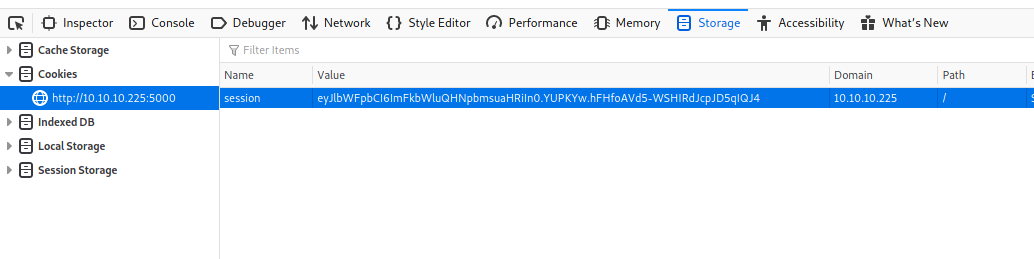 Inspector Console Debugger Network Style Editor Performance Memory Storage Accessibility What's New
Cache Storage
Filter Items
Cookies
Name Value Domain Path
http://10.10.10.225:5000
session eyJlbWFpbCI6ImFkbWluQHNpbmsuaHRiIn0.YUPKYw.hFHfoAVd5-WSHIRdJcpJD5qIQJ4 10.10.10.225 /
Indexed DB
Local Storage
Session Storage